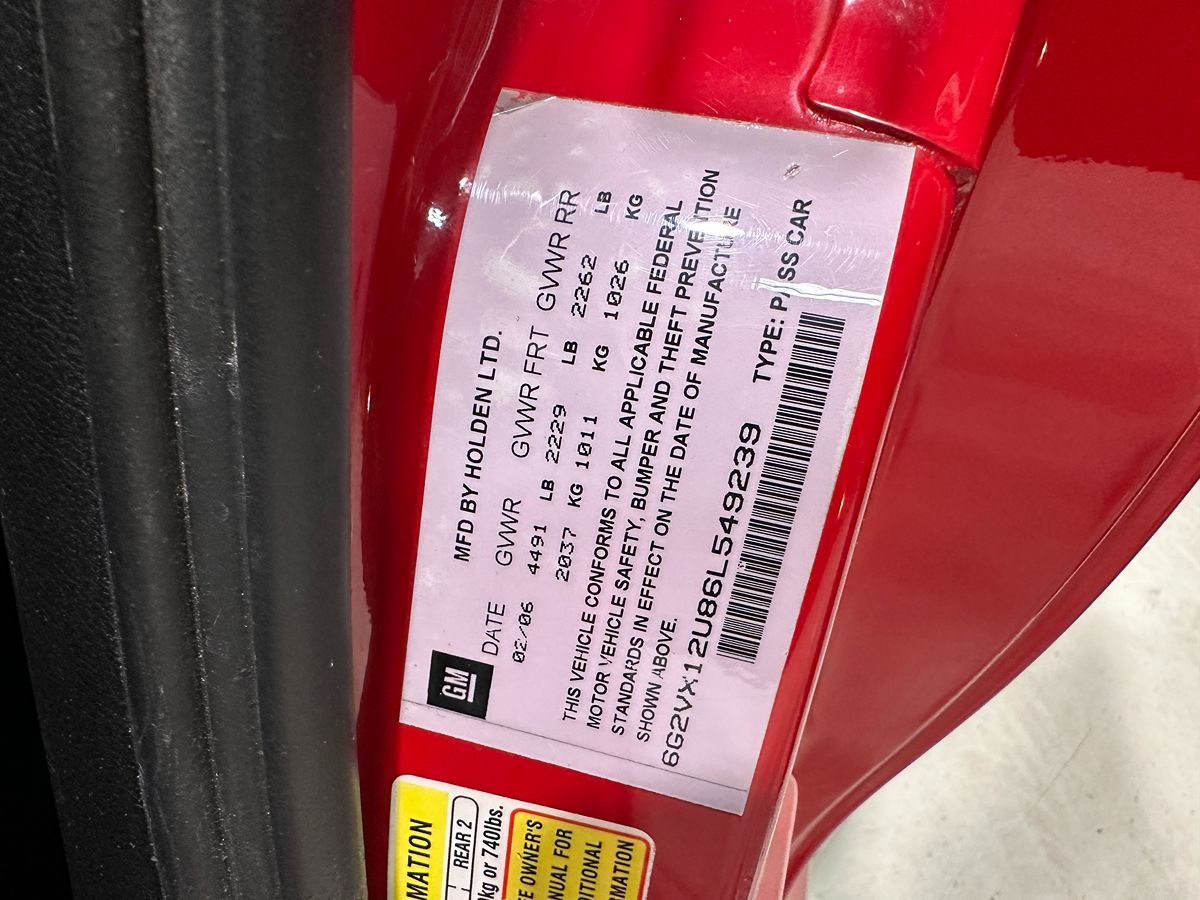 MFD BY HOLDEN LTD.
DATE GVWR GVWR FRT GVWR RR
02/06 4491 LB 2229 LB 2262 LB
2037 KG 1011 KG 1026 KG
THIS VEHICLE CONFORMS TO ALL APPLICABLE FEDERAL
MOTOR VEHICLE SAFETY, BUMPER AND THEFT PREVENTION
STANDARDS IN EFFECT ON THE DATE OF MANUFACTURE
SHOWN ABOVE.
6G2VX12U86L549239 TYPE: PASS CAR
GM
MATION
REAR 2
kg or 740lbs.
OWNER'S
ANUAL FOR
DITIONAL
RMATION